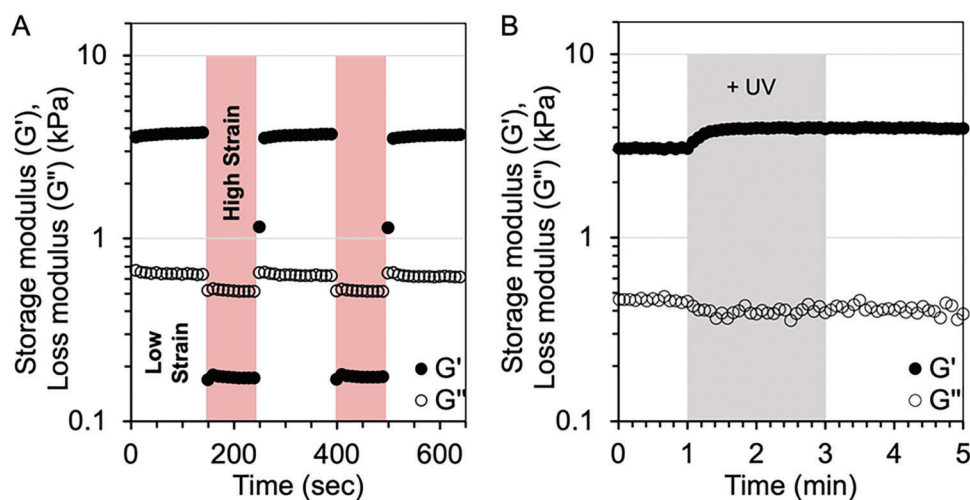 A
Storage modulus (G'),
Loss modulus (G") (kPa)
10
1
0.1
High Strain
Low
Strain
G'
G"
0
200
400
600
Time (sec)
B
Storage modulus (G'),
Loss modulus (G") (kPa)
10
1
0.1
+ UV
G'
G"
0
1
2
3
4
5
Time (min)